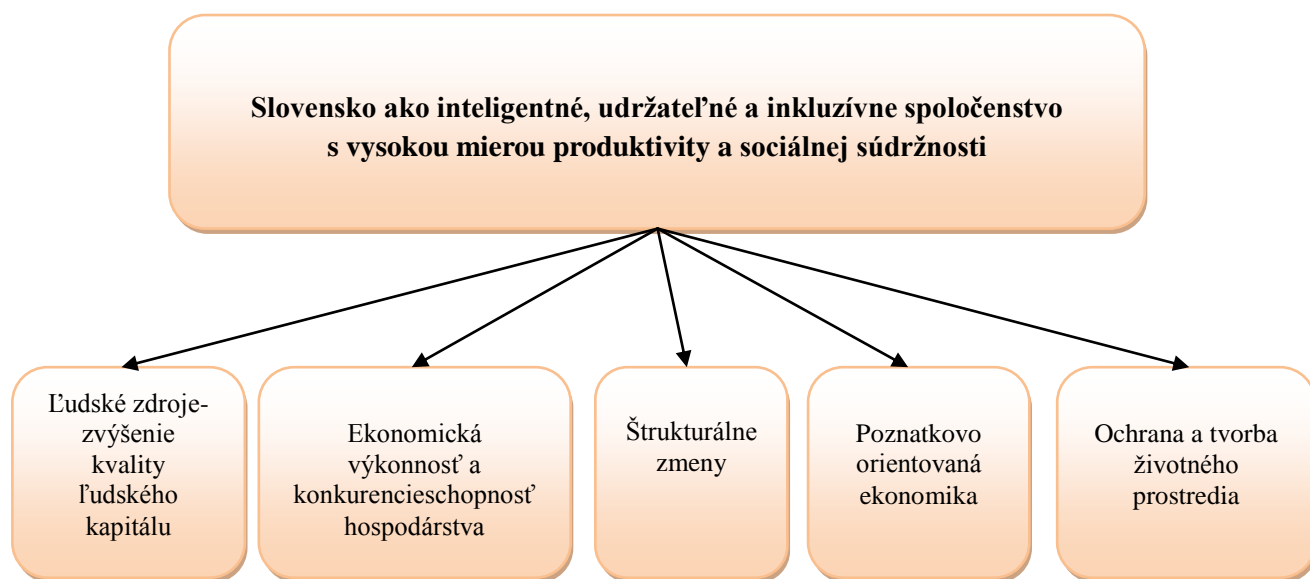 Slovensko ako inteligentné, udržateľné a inkluzívne spoločenstvo
s vysokou mierou produktivity a sociálnej súdržnosti
Ľudské zdroje-
zvýšenie
kvality
ľudského
kapitálu
Ekonomická
výkonnosť a
konkurencieschopnosť
hospodárstva
Štrukturálne
zmeny
Poznatkovo
orientovaná
ekonomika
Ochrana a tvorba
životného
prostredia